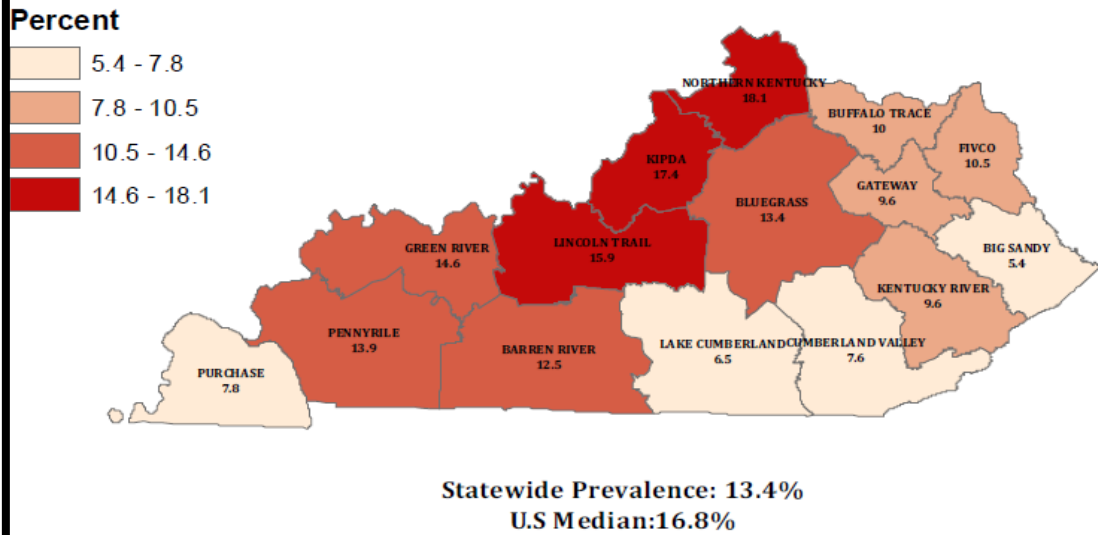 Percent
5.4 - 7.8
7.8 - 10.5
10.5 - 14.6
14.6 - 18.1
NORTHERN KENTUCKY
18.1
BUFFALO TRACE
10
FIVCO
10.5
KIPDA
17.4
GATEWAY
9.6
BLUEGRASS
13.4
LINCOLN TRAIL
15.9
GREEN RIVER
14.6
BIG SANDY
5.4
KENTUCKY RIVER
9.6
PENNYRILE
13.9
BARREN RIVER
12.5
LAKE CUMBERLAND
6.5
CUMBERLAND VALLEY
7.6
PURCHASE
7.8
Statewide Prevalence: 13.4%
U.S Median:16.8%